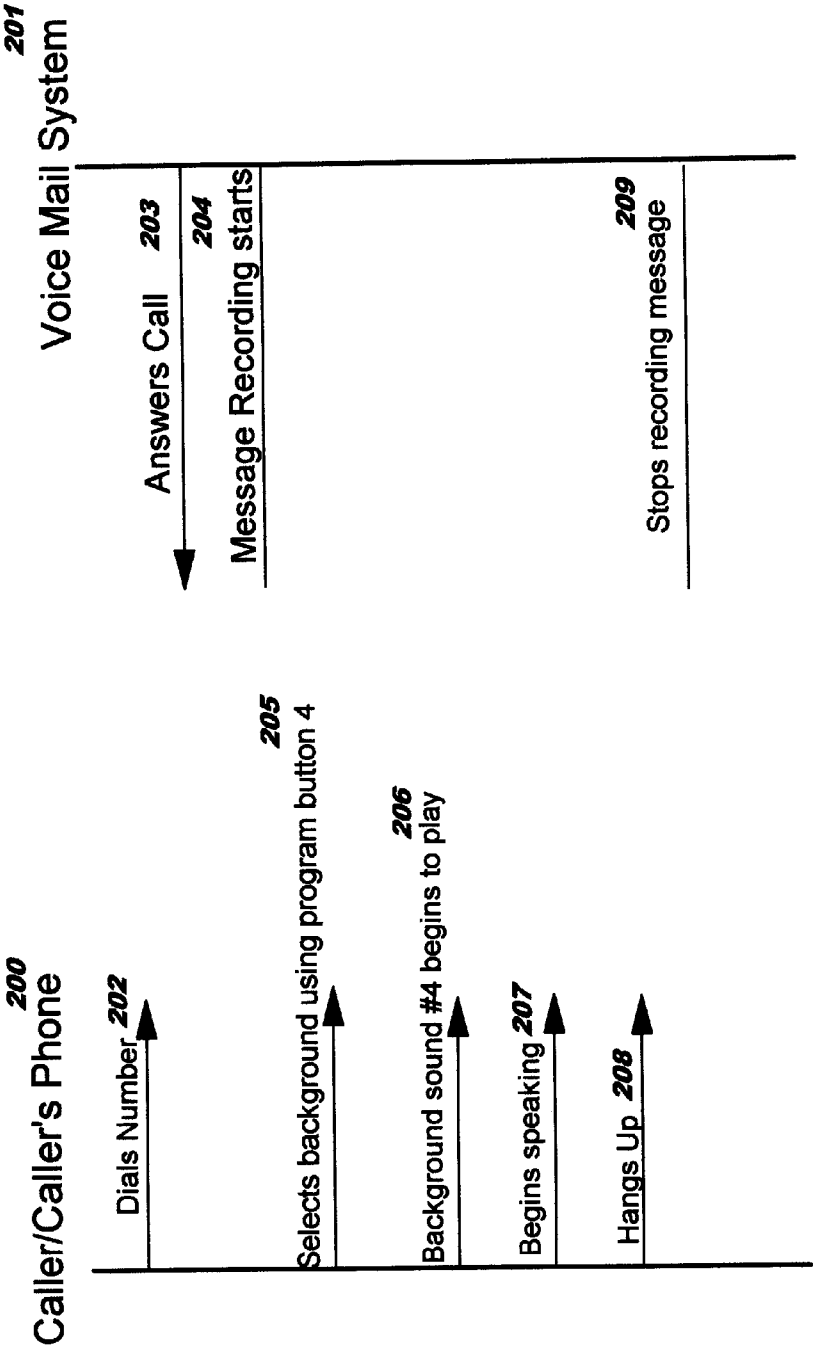 200
Caller/Caller's Phone
201
Voice Mail System
Dials Number 202
Answers Call 203
204
Message Recording starts
205
Selects background using program button 4
206
Background sound #4 begins to play
Begins speaking 207
Hangs Up 208
209
Stops recording message